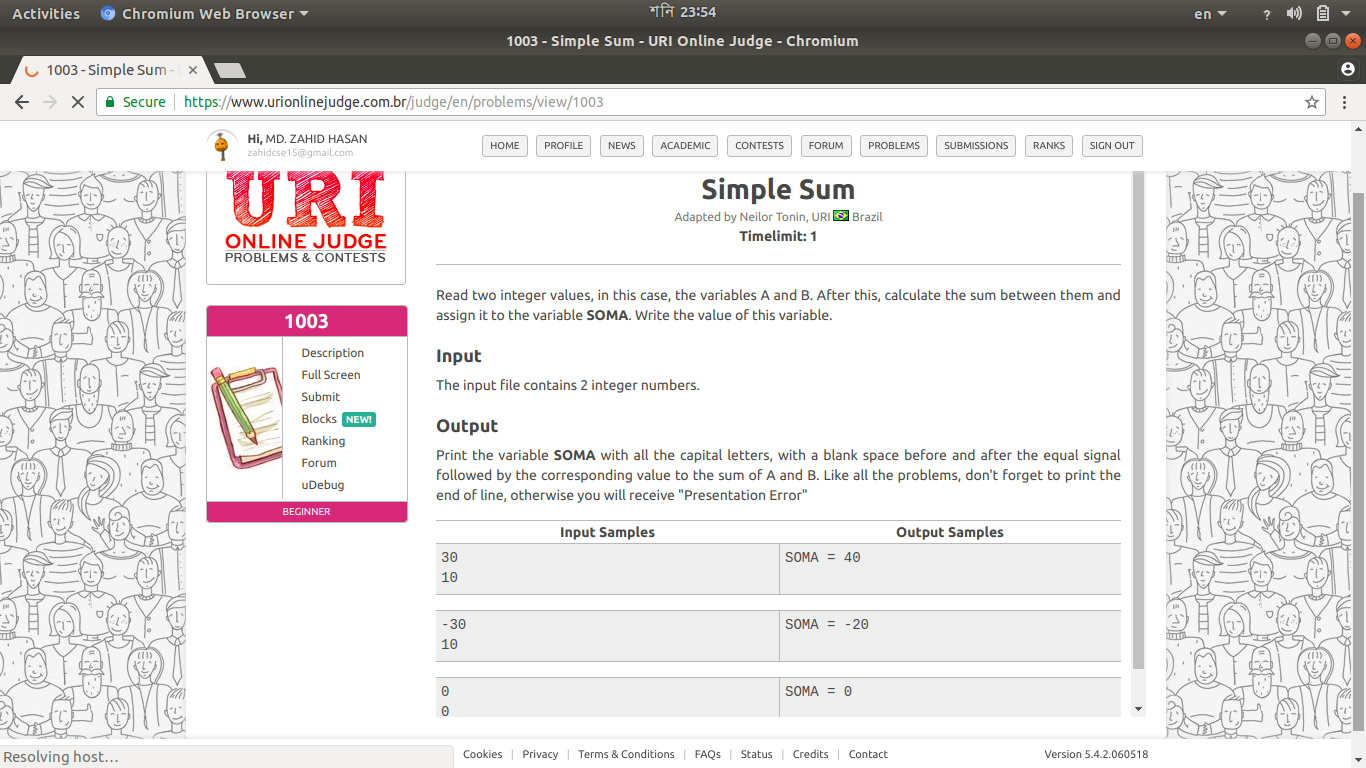 Activities Chromium Web Browser শনি 23:54 en ?
1003 - Simple Sum - URI Online Judge - Chromium
1003 - Simple Sum -
Secure https://www.urionlinejudge.com.br/judge/en/problems/view/1003
Hi, MD. ZAHID HASAN
zahidcse15@gmail.com
HOME PROFILE NEWS ACADEMIC CONTESTS FORUM PROBLEMS SUBMISSIONS RANKS SIGN OUT
URI
ONLINE JUDGE
PROBLEMS & CONTESTS
1003
Description
Full Screen
Submit
Blocks NEW!
Ranking
Forum
uDebug
BEGINNER
Simple Sum
Adapted by Neilor Tonin, URI Brazil
Timelimit: 1
Read two integer values, in this case, the variables A and B. After this, calculate the sum between them and
assign it to the variable SOMA. Write the value of this variable.
Input
The input file contains 2 integer numbers.
Output
Print the variable SOMA with all the capital letters, with a blank space before and after the equal signal
followed by the corresponding value to the sum of A and B. Like all the problems, don't forget to print the
end of line, otherwise you will receive "Presentation Error"
Input Samples Output Samples
30 SOMA = 40
10
-30 SOMA = -20
10
0 SOMA = 0
0
Resolving host…
Cookies | Privacy | Terms & Conditions | FAQs | Status | Credits | Contact Version 5.4.2.060518